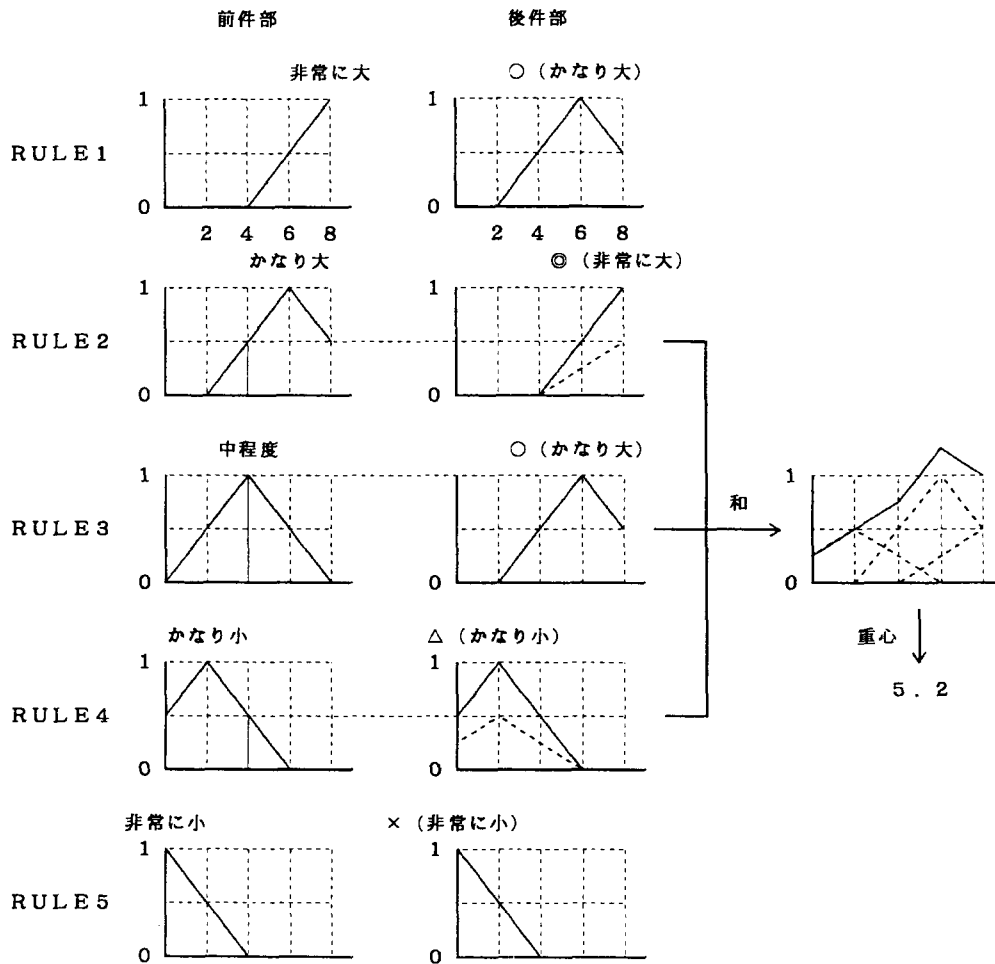 前件部 後件部
非常に大 ○(かなり大)
1 1
RULE1
0 0
2 4 6 8 2 4 6 8
かなり大 ◎(非常に大)
1 1
RULE2
0 0
中程度 ○(かなり大)
1 1 1
和
RULE3
0 0 0
かなり小 △(かなり小) 重心
1 1
5.2
RULE4
0 0
非常に小 ×(非常に小)
1 1
RULE5
0 0